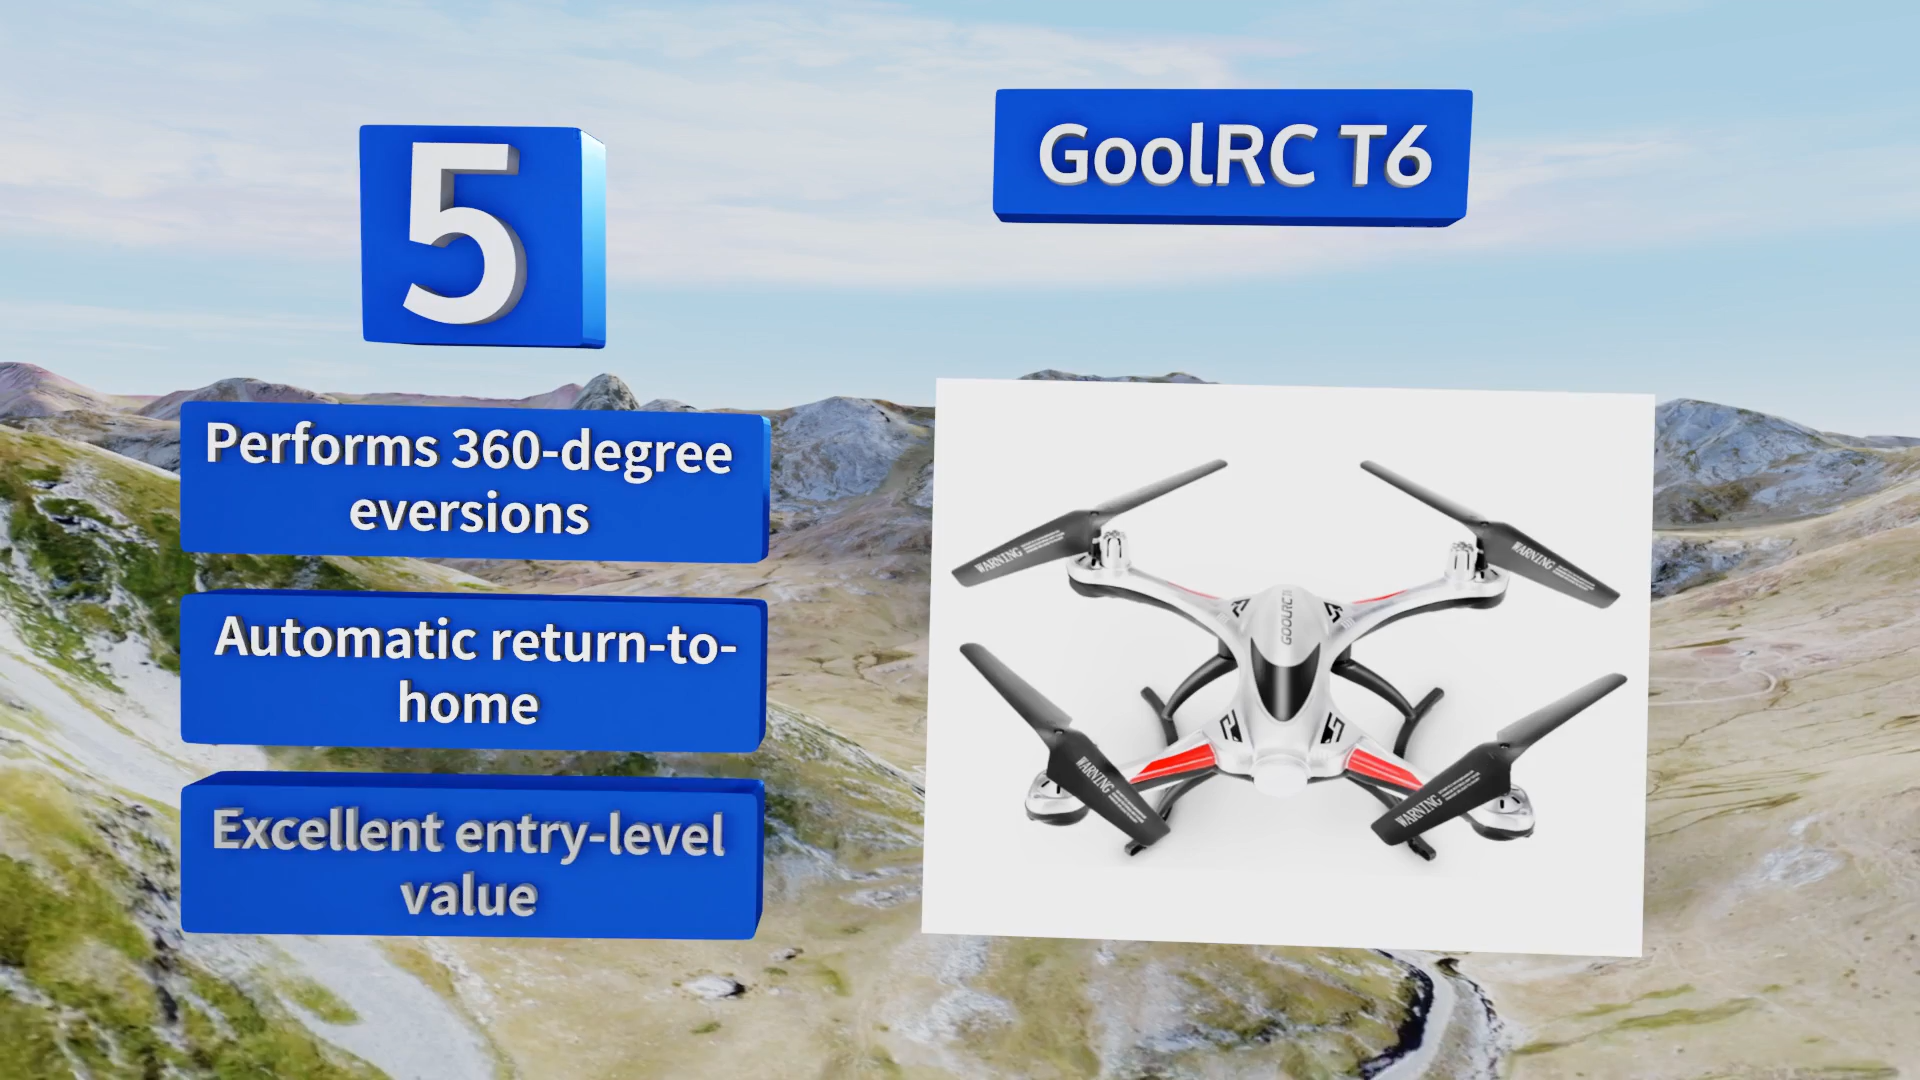 5
GoolRC T6
Performs 360-degree
eversions
Automatic return-to-
home
Excellent entry-level
value
WARNING
WARNING
GOOLRC T6
WARNING
WARNING